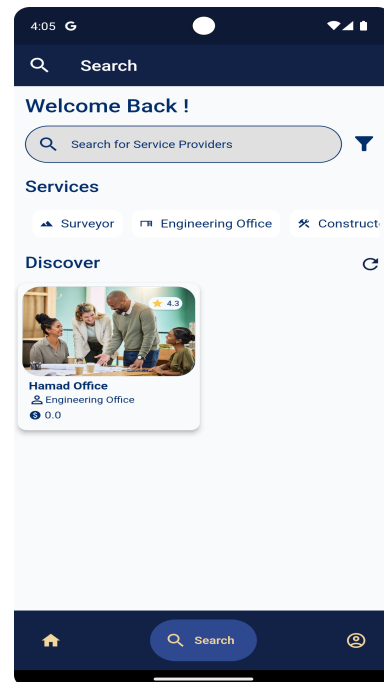 4:05 G
Search
Welcome Back !
Search for Service Providers
Services
Surveyor
Engineering Office
Construct
Discover
4.3
Hamad Office
Engineering Office
0.0
Search